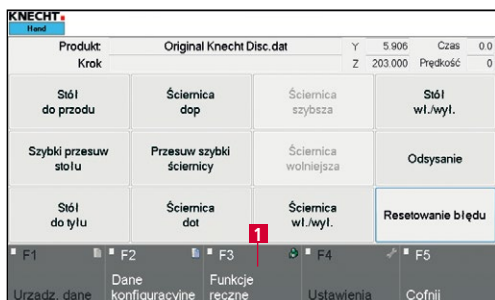 KNECHT
Hand
Produkt: Original Knecht Disc.dat Y 5.906 Czas 0.0
Krok Z 203.000 Prędkość 0
Stół do przodu
Ściernica dop
Ściernica szybsza
Stół wł./wył.
Szybki przesuw stołu
Przesuw szybki ściernicy
Ściernica wolniejsza
Odsysanie
Stół do tyłu
Ściernica dot
Ściernica wł./wył.
Resetowanie błędu
1
F1 F2 F3 F4 F5
Urządz. dane
Dane konfiguracyjne
Funkcje ręczne
Ustawienia
Cofnij